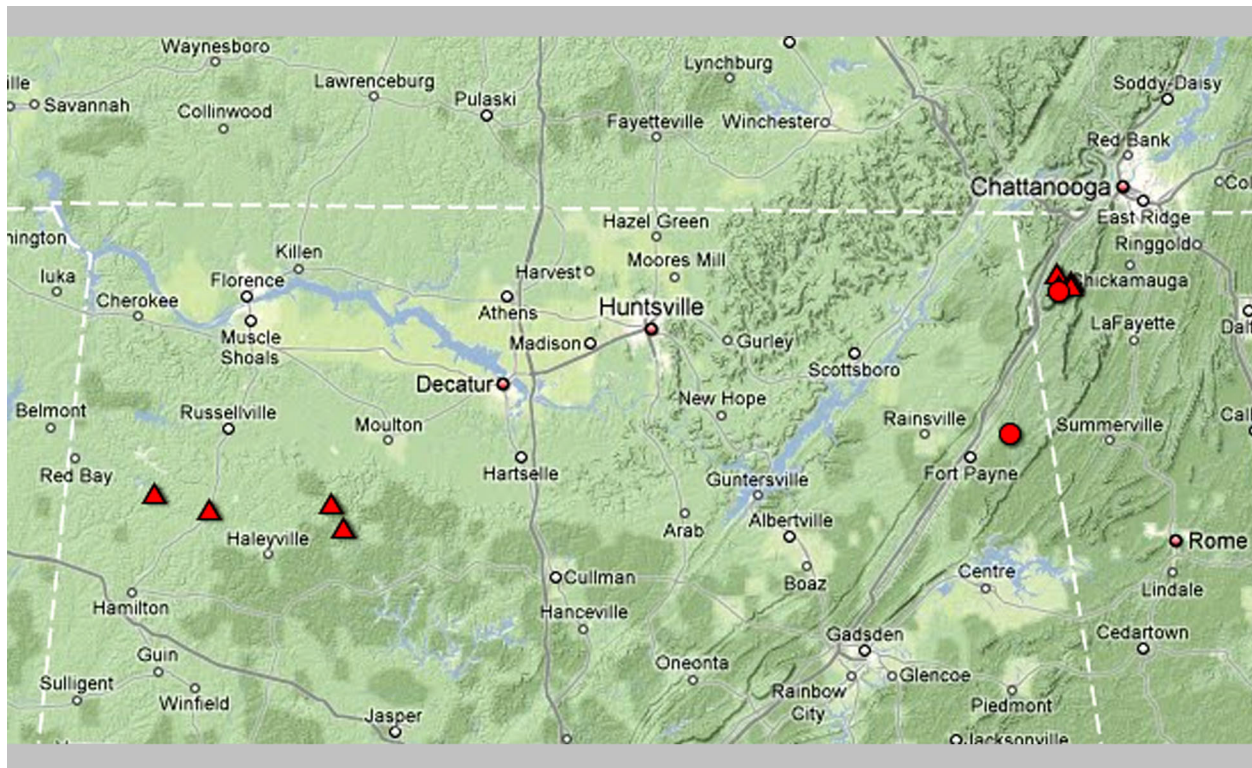 Waynesboro
Lynchburg
ille
Lawrenceburg
Soddy-Daisy
Savannah
Collinwood
Pulaski
Fayetteville
Winchester
Red Bank
Chattanooga
Col
East Ridge
Hazel Green
nington
Ringgold
Killen
Moores Mill
Iuka
Florence
Harvest
Chickamauga
Cherokee
Athens
Huntsville
LaFayette
Dalt
Muscle
Shoals
Madison
Gurley
Scottsboro
Decatur
New Hope
Belmont
Russellville
Moulton
Rainsville
Summerville
Call
Red Bay
Hartselle
Guntersville
Fort Payne
Haleyville
Arab
Albertville
Rome
Cullman
Boaz
Centre
Lindale
Hamilton
Hanceville
Gadsden
Cedartown
Guin
Oneonta
Glencoe
Sulligent
Winfield
Rainbow
City
Piedmont
Jasper
Jacksonville